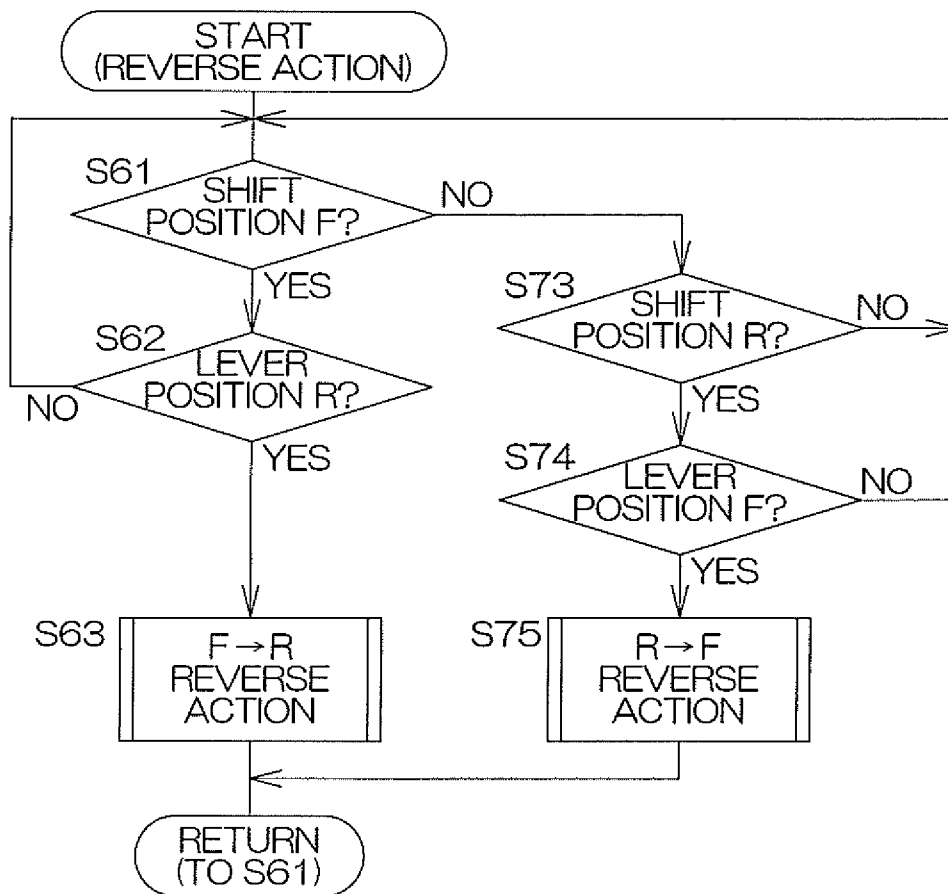 START
(REVERSE ACTION)
S61
SHIFT
POSITION F?
NO
YES
S62
LEVER
POSITION R?
NO
YES
S73
SHIFT
POSITION R?
NO
YES
S74
LEVER
POSITION F?
NO
YES
S63
F→R
REVERSE
ACTION
S75
R→F
REVERSE
ACTION
RETURN
(TO S61)